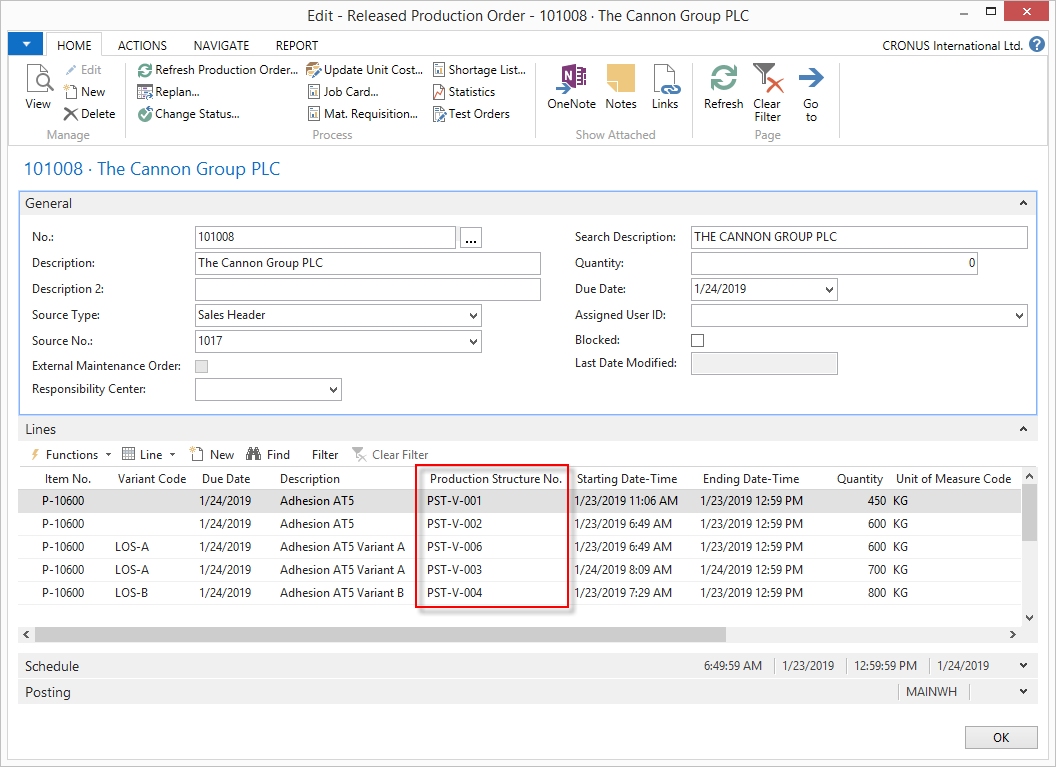 Edit - Released Production Order - 101008 · The Cannon Group PLC
HOME ACTIONS NAVIGATE REPORT CRONUS International Ltd. ?
View Edit New Delete Manage
Refresh Production Order... Update Unit Cost... Shortage List...
Replan... Job Card... Statistics
Change Status... Mat. Requisition... Test Orders
Process
OneNote Notes Links Show Attached
Refresh Clear Filter Go to Page
101008 · The Cannon Group PLC
General
No.: 101008 ... Search Description: THE CANNON GROUP PLC
Description: The Cannon Group PLC Quantity: 0
Description 2: Due Date: 1/24/2019
Source Type: Sales Header Assigned User ID:
Source No.: 1017 Blocked:
External Maintenance Order: Last Date Modified:
Responsibility Center:
Lines
Functions Line New Find Filter Clear Filter
Item No. Variant Code Due Date Description Production Structure No. Starting Date-Time Ending Date-Time Quantity Unit of Measure Code
P-10600 1/24/2019 Adhesion AT5 PST-V-001 1/23/2019 11:06 AM 1/23/2019 12:59 PM 450 KG
P-10600 1/24/2019 Adhesion AT5 PST-V-002 1/23/2019 6:49 AM 1/23/2019 12:59 PM 600 KG
P-10600 LOS-A 1/24/2019 Adhesion AT5 Variant A PST-V-006 1/23/2019 6:49 AM 1/23/2019 12:59 PM 600 KG
P-10600 LOS-A 1/24/2019 Adhesion AT5 Variant A PST-V-003 1/24/2019 8:09 AM 1/24/2019 12:59 PM 700 KG
P-10600 LOS-B 1/24/2019 Adhesion AT5 Variant B PST-V-004 1/23/2019 7:29 AM 1/23/2019 12:59 PM 800 KG
Schedule 6:49:59 AM 1/23/2019 12:59:59 PM 1/24/2019
Posting MAINWH
OK